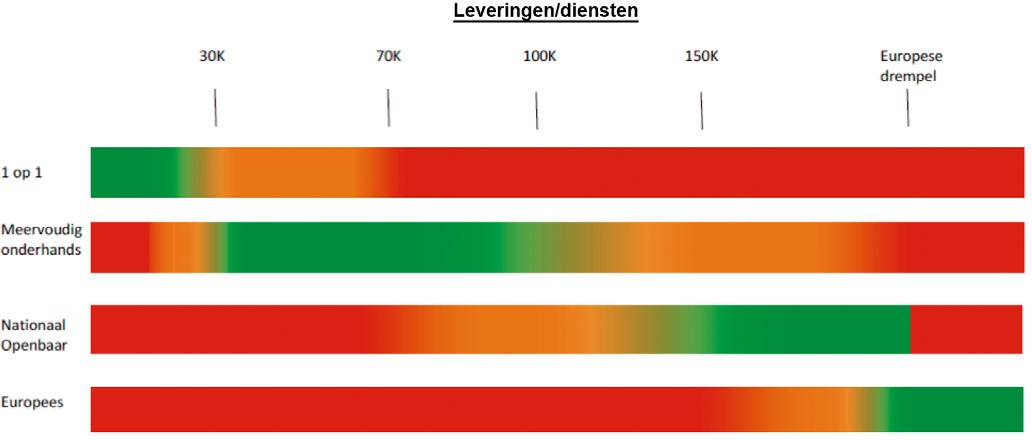 Leveringen/diensten
30K 70K 100K 150K Europese
drempel
1 op 1
Meervoudig
onderhands
Nationaal
Openbaar
Europees